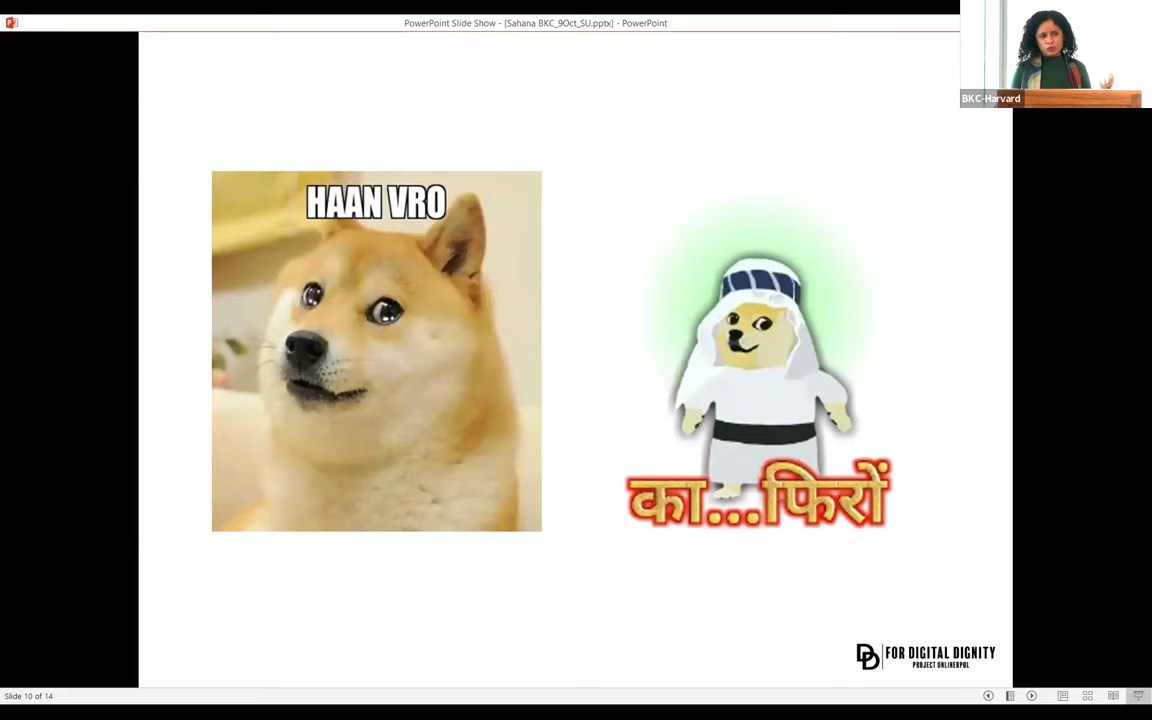 PowerPoint Slide Show - [Sahana BKC_9Oct_SU.pptx] - PowerPoint
BKC-Harvard
HAAN VRO
का...फिरों
DD FOR DIGITAL DIGNITY
PROJECT ONLINERPOL
Slide 10 of 14